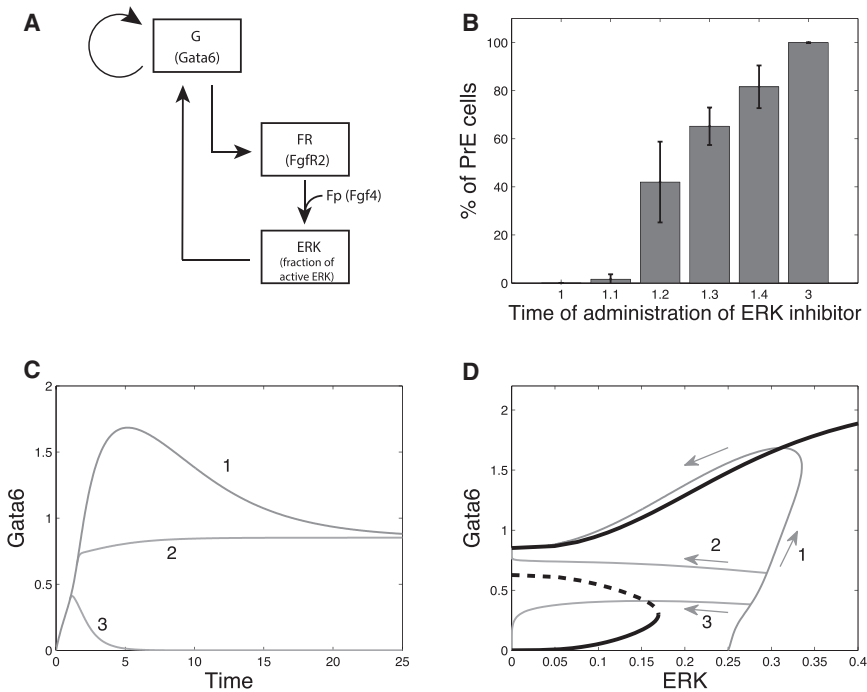 A
G
(Gata6)
FR
(FgfR2)
Fp (Fgf4)
ERK
(fraction of
active ERK)
B
% of PrE cells
100
80
60
40
20
0
1 1.1 1.2 1.3 1.4 3
Time of administration of ERK inhibitor
C
Gata6
2
1.5
1
0.5
0
1
2
3
0 5 10 15 20 25
Time
D
Gata6
2
1.5
1
0.5
0
2
1
3
0 0.05 0.1 0.15 0.2 0.25 0.3 0.35 0.4
ERK